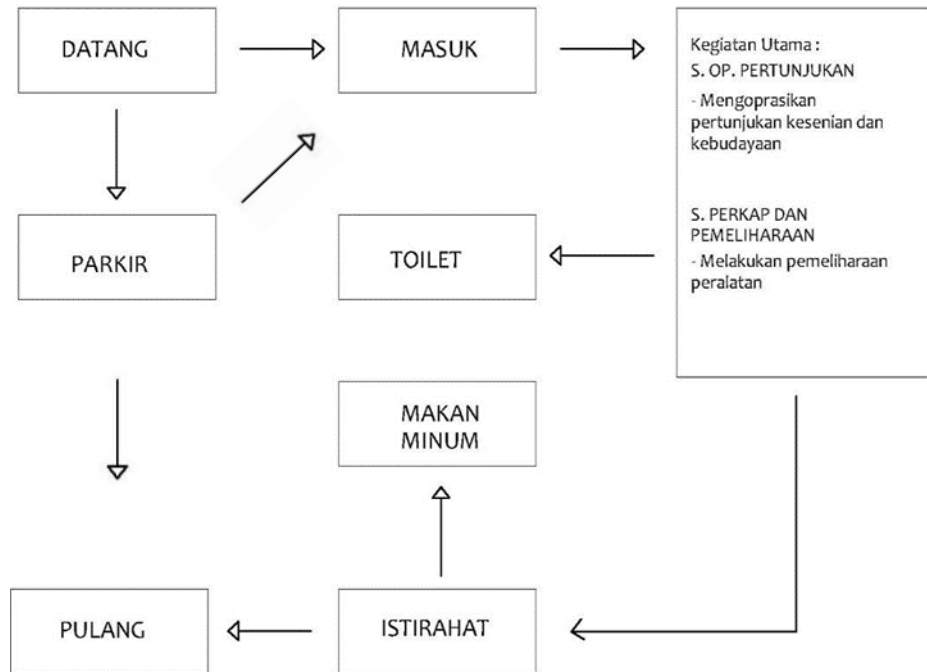 DATANG
MASUK
Kegiatan Utama :
S. OP. PERTUNJUKAN
- Mengoprasikan
pertunjukan kesenian dan
kebudayaan
S. PERKAP DAN
PEMELIHARAAN
- Melakukan pemeliharaan
peralatan
PARKIR
TOILET
MAKAN
MINUM
PULANG
ISTIRAHAT